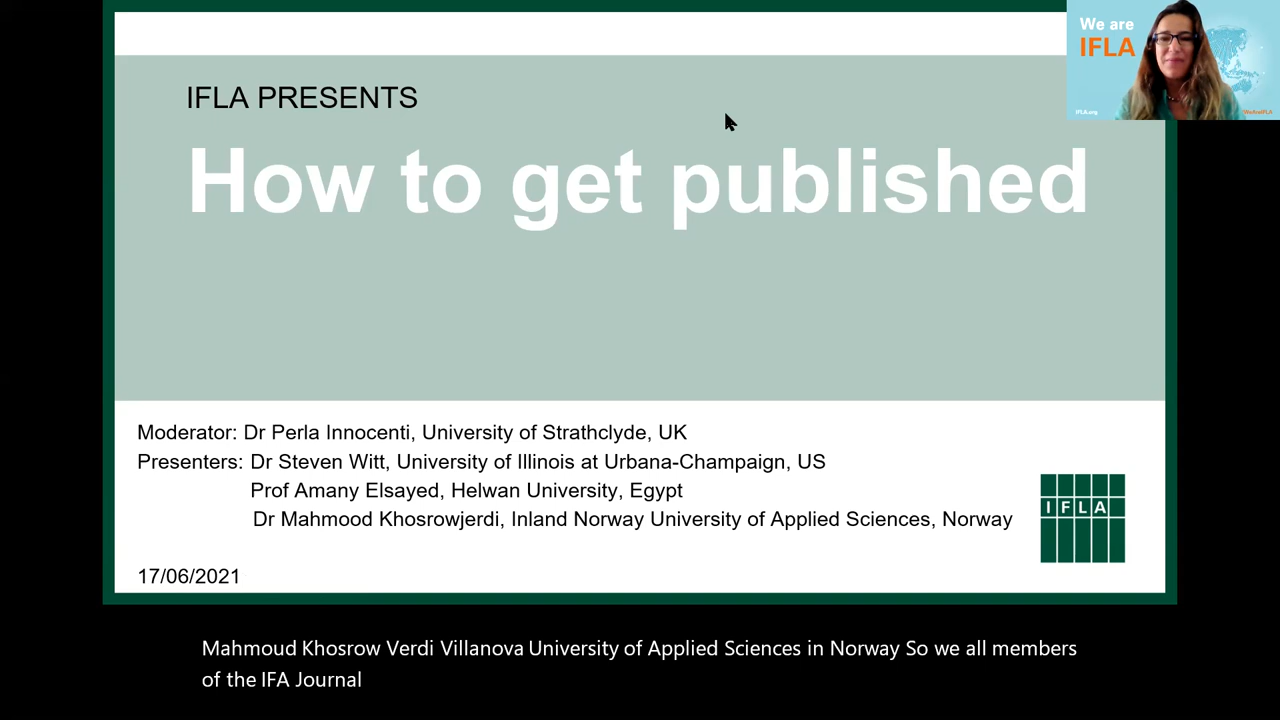 We are
IFLA
IFLA.org
#WeAreIFLA
IFLA PRESENTS
How to get published
Moderator: Dr Perla Innocenti, University of Strathclyde, UK
Presenters: Dr Steven Witt, University of Illinois at Urbana-Champaign, US
Prof Amany Elsayed, Helwan University, Egypt
Dr Mahmood Khosrowjerdi, Inland Norway University of Applied Sciences, Norway
IFLA
17/06/2021
Mahmoud Khosrow Verdi Villanova University of Applied Sciences in Norway So we all members
of the IFA Journal